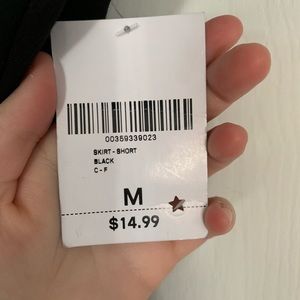 00359339023
SKIRT - SHORT
BLACK
C - F
M
$14.99